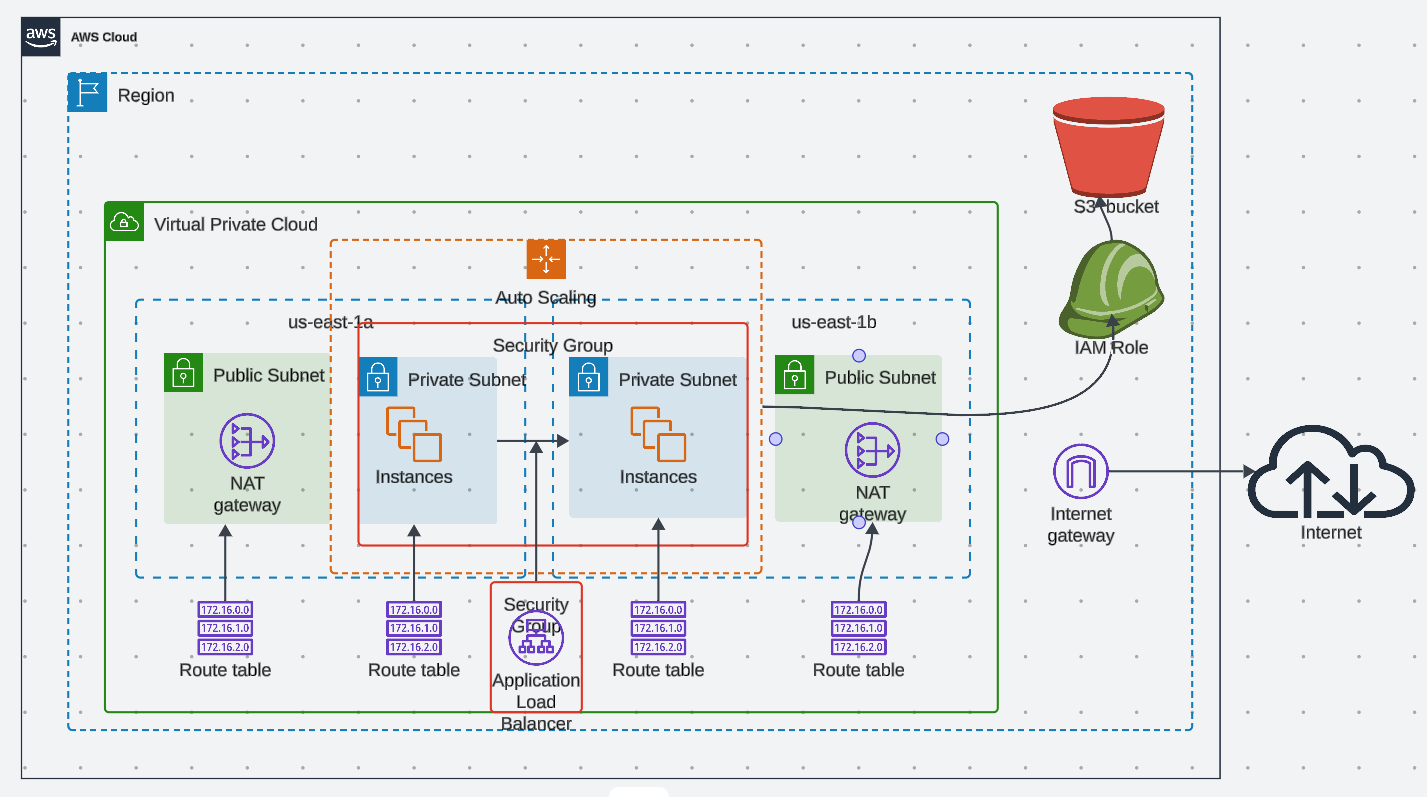 aws
AWS Cloud
Region
S3 bucket
Virtual Private Cloud
Auto Scaling
us-east-1a
us-east-1b
Security Group
IAM Role
Public Subnet
Private Subnet
Private Subnet
Public Subnet
Instances
Instances
NAT
gateway
NAT
gateway
Internet
gateway
Internet
172.16.0.0
172.16.1.0
172.16.2.0
Route table
172.16.0.0
172.16.1.0
172.16.2.0
Route table
Security
Group
Application
Load
Balancer
172.16.0.0
172.16.1.0
172.16.2.0
Route table
172.16.0.0
172.16.1.0
172.16.2.0
Route table